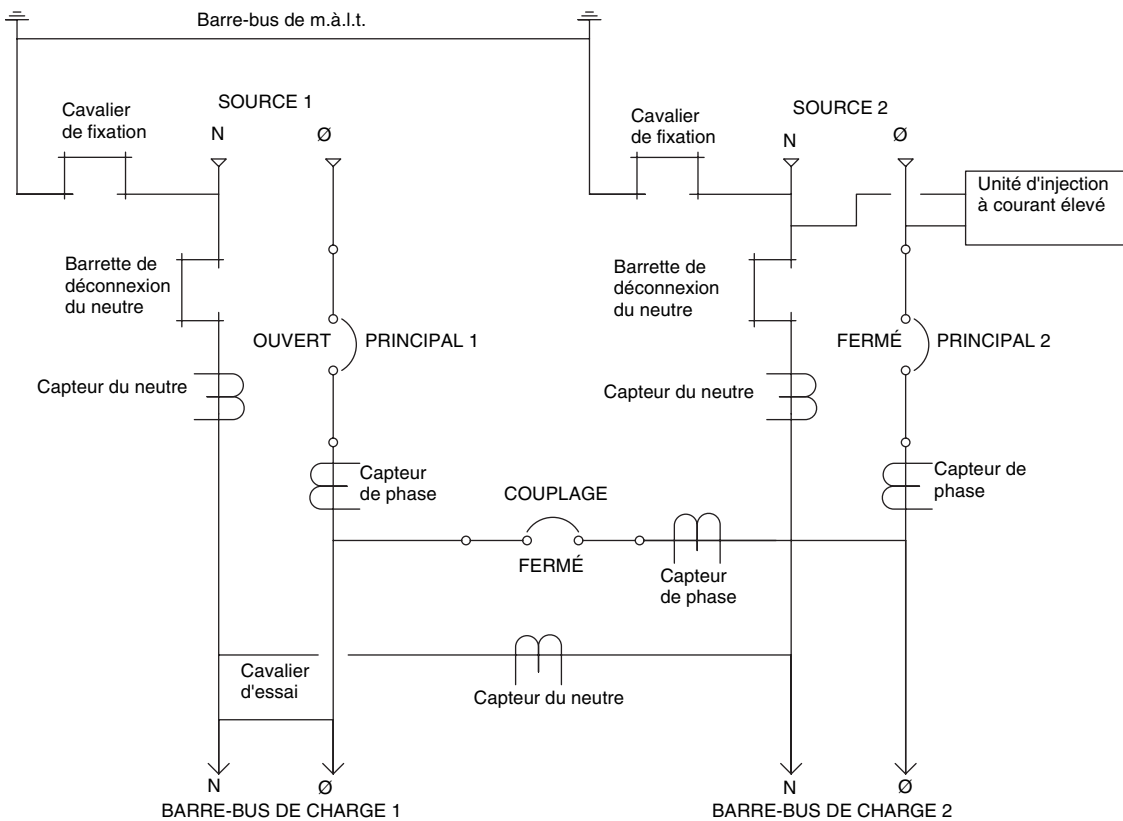 Barre-bus de m.à.l.t.
SOURCE 1
SOURCE 2
Cavalier
de fixation
N
Ø
Cavalier
de fixation
N
Ø
Unité d'injection
à courant élevé
Barrette de
déconnexion
du neutre
Barrette de
déconnexion
du neutre
OUVERT
PRINCIPAL 1
FERMÉ
PRINCIPAL 2
Capteur du neutre
Capteur du neutre
Capteur
de phase
Capteur de
phase
COUPLAGE
FERMÉ
Capteur
de phase
Cavalier
d'essai
Capteur du neutre
N
Ø
N
Ø
BARRE-BUS DE CHARGE 1
BARRE-BUS DE CHARGE 2